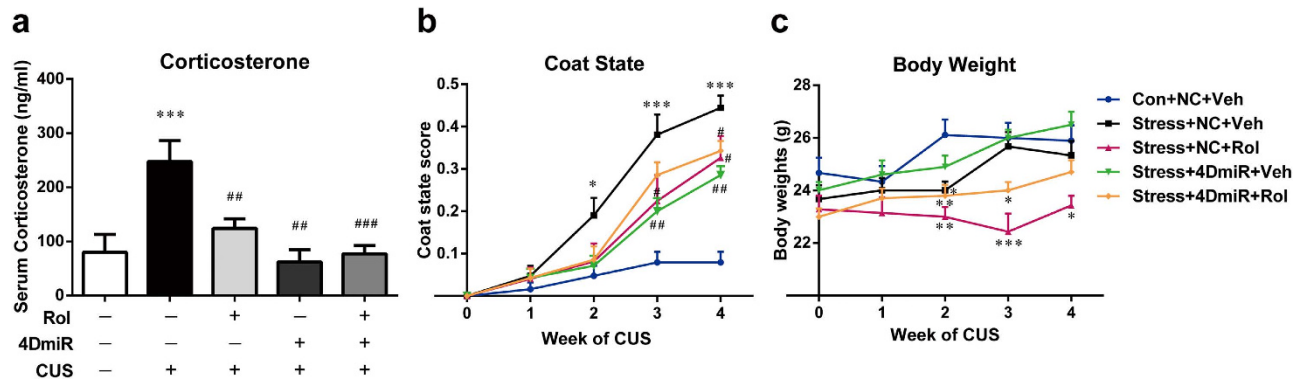 a
Corticosterone
Serum Corticosterone (ng/ml)
400
300
200
100
0
***
##
##
###
Rol − − + − +
4DmiR − − − + +
CUS − + + + +
b
Coat State
Coat state score
0.5
0.4
0.3
0.2
0.1
0 1 2 3 4
Week of CUS
*
***
***
#
##
#
#
##
c
Body Weight
Body weights (g)
28
26
24
22
0 1 2 3 4
Week of CUS
*
**
**
*
***
*
Con+NC+Veh
Stress+NC+Veh
Stress+NC+Rol
Stress+4DmiR+Veh
Stress+4DmiR+Rol